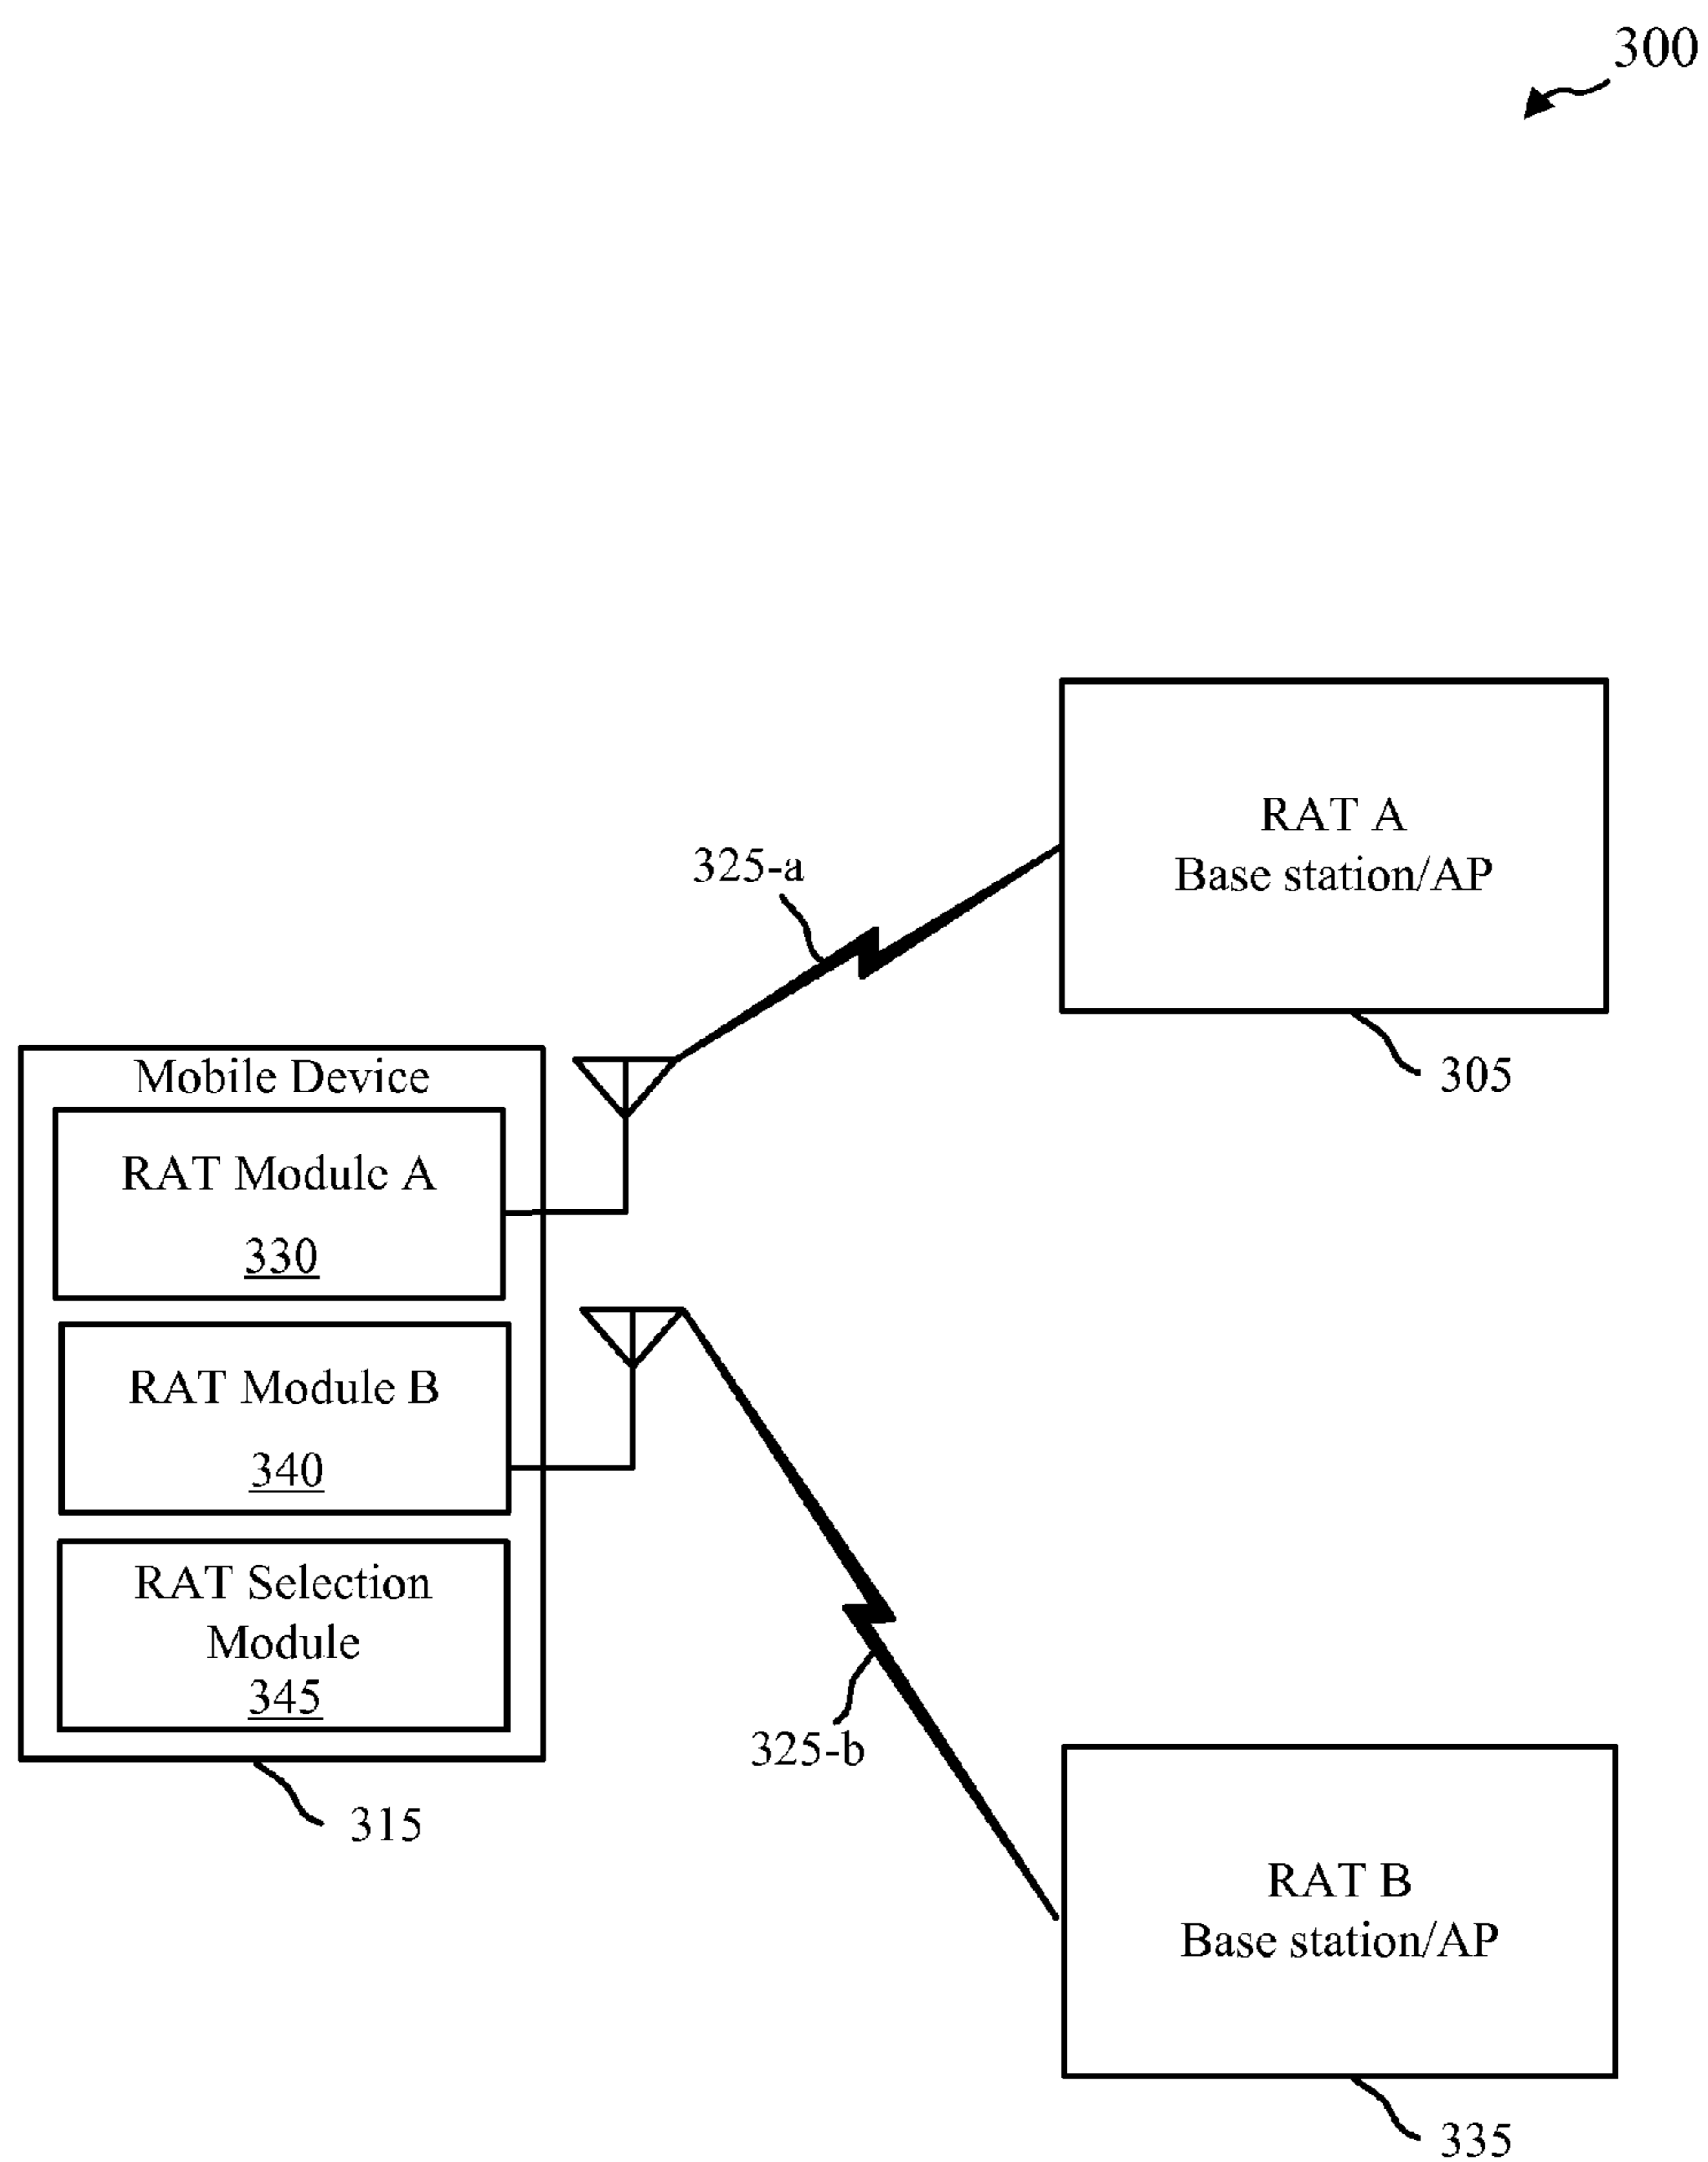 300
RAT A
Base station/AP
325-a
305
Mobile Device
RAT Module A
330
RAT Module B
340
RAT Selection
Module
345
325-b
315
RAT B
Base station/AP
335